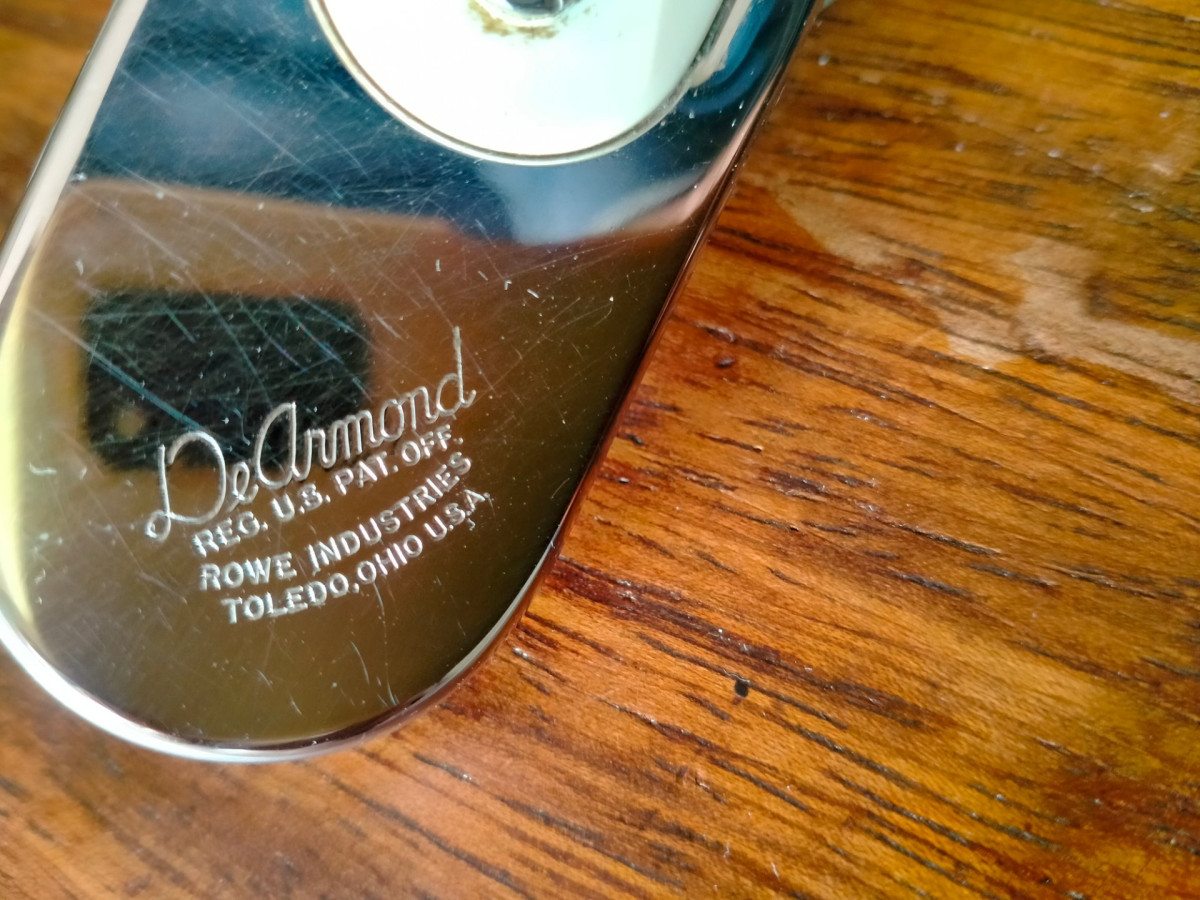 DeArmond
REG. U.S. PAT. OFF.
ROWE INDUSTRIES
TOLEDO, OHIO U.S.A.